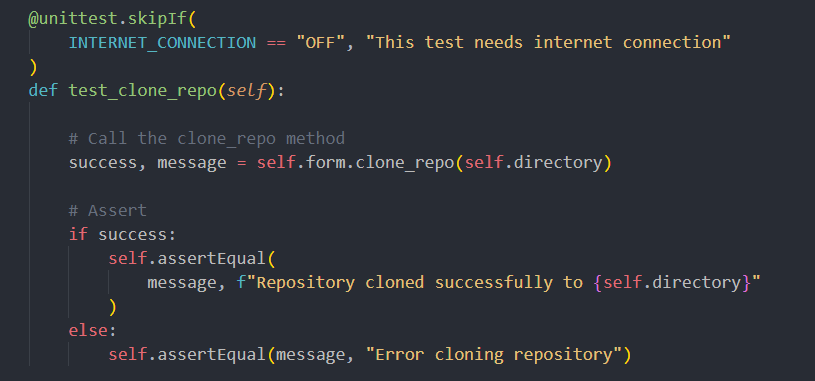 @unittest.skipIf(
    INTERNET_CONNECTION == "OFF", "This test needs internet connection"
)
def test_clone_repo(self):
    # Call the clone_repo method
    success, message = self.form.clone_repo(self.directory)
    # Assert
    if success:
        self.assertEqual(
            message, f"Repository cloned successfully to {self.directory}"
        )
    else:
        self.assertEqual(message, "Error cloning repository")